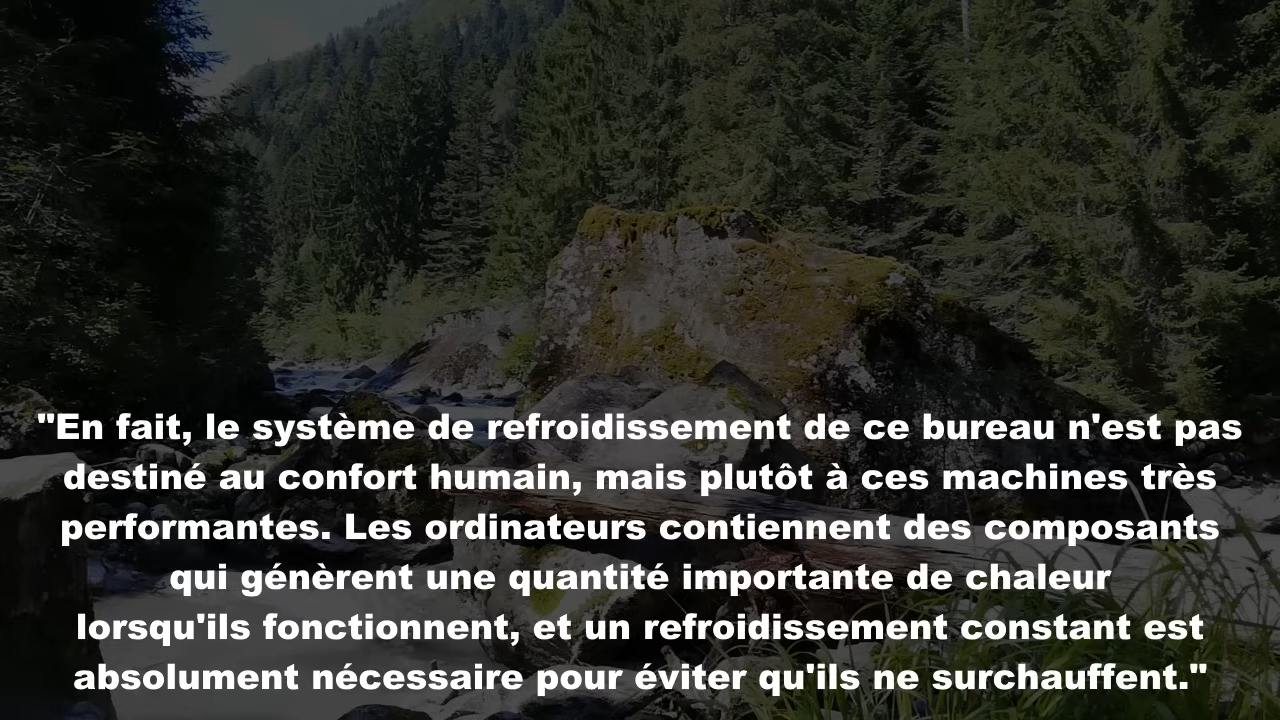 "En fait, le système de refroidissement de ce bureau n'est pas
destiné au confort humain, mais plutôt à ces machines très
performantes. Les ordinateurs contiennent des composants
qui génèrent une quantité importante de chaleur
lorsqu'ils fonctionnent, et un refroidissement constant est
absolument nécessaire pour éviter qu'ils ne surchauffent."